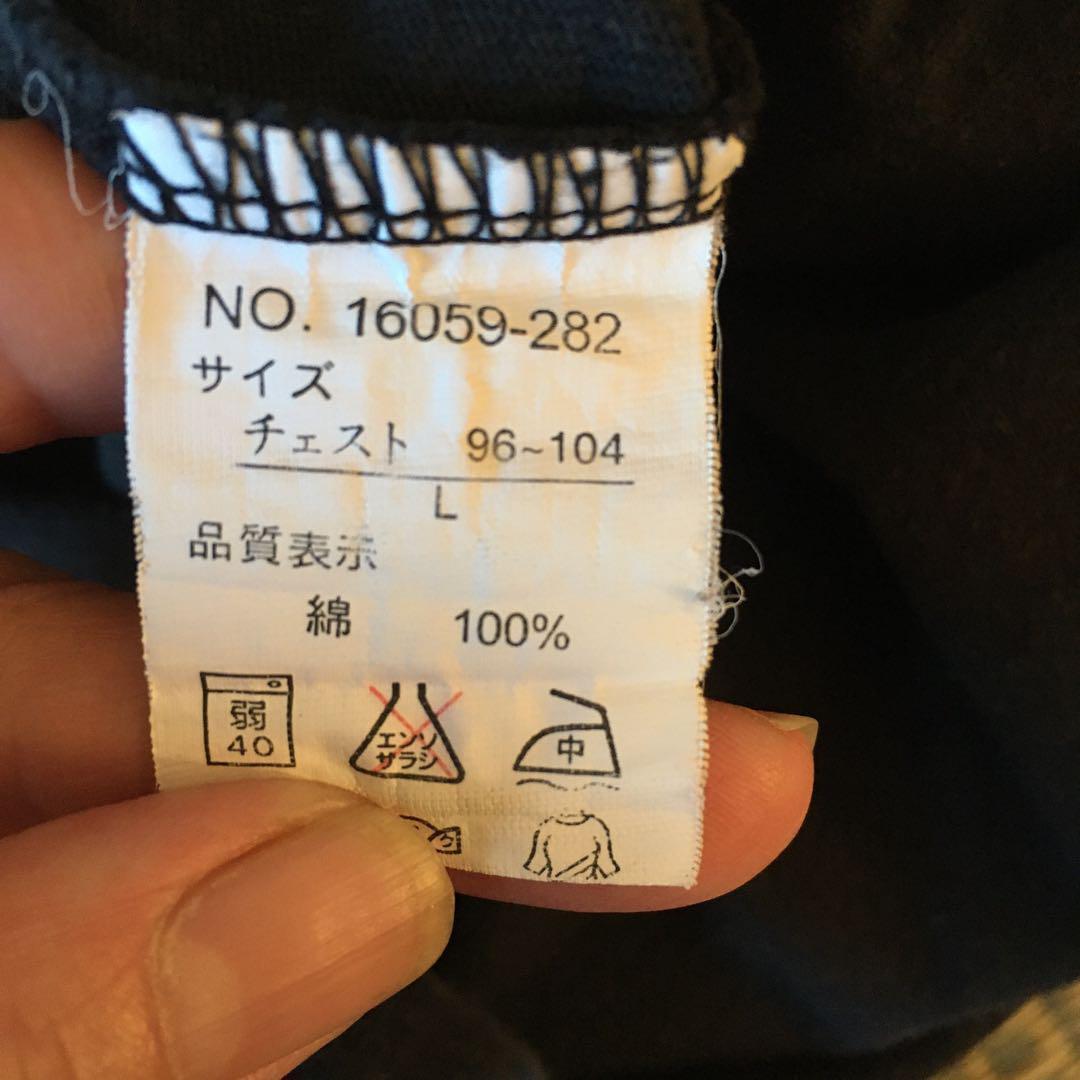 NO. 16059-282
サイズ
チェスト 96~104
L
品質表示
綿 100%
弱 40
エンソサラシ
中